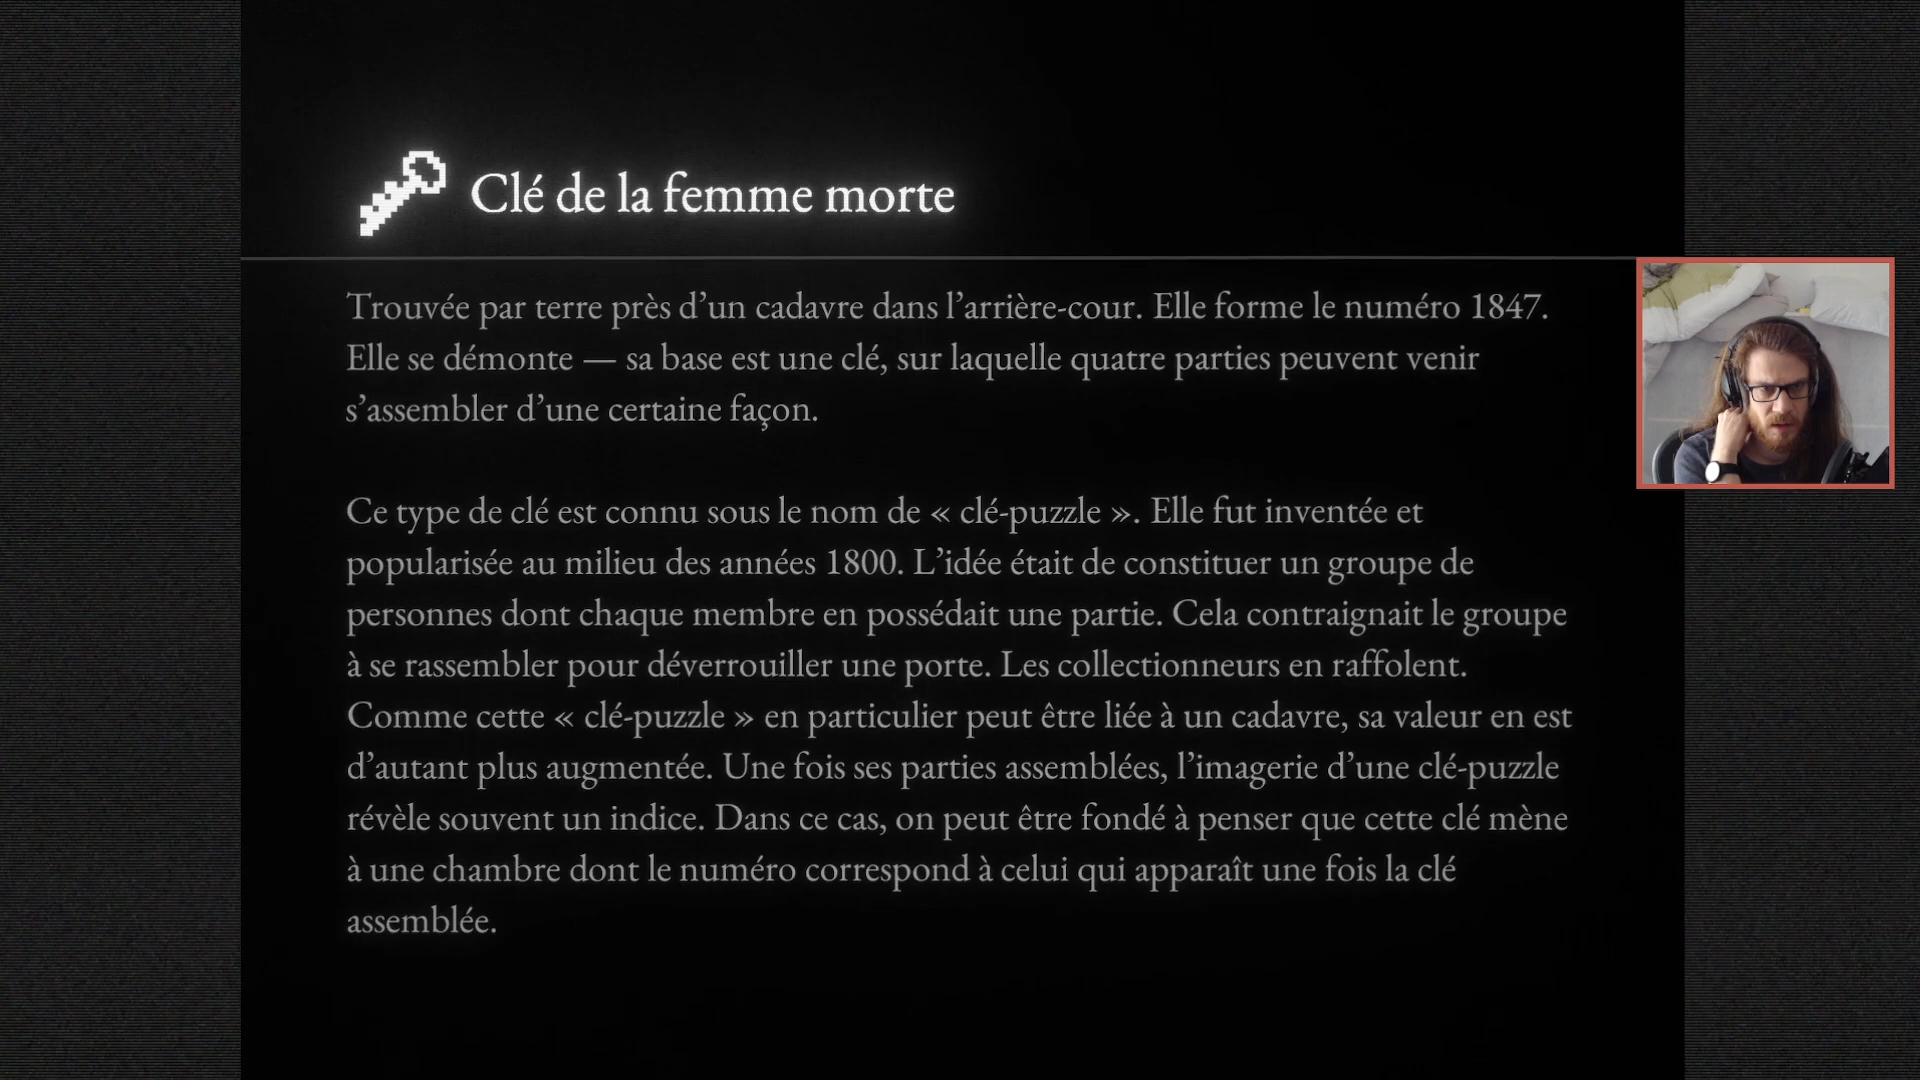 Clé de la femme morte
Trouvée par terre près d’un cadavre dans l’arrière-cour. Elle forme le numéro 1847.
Elle se démonte — sa base est une clé, sur laquelle quatre parties peuvent venir
s’assembler d’une certaine façon.
Ce type de clé est connu sous le nom de « clé-puzzle ». Elle fut inventée et
popularisée au milieu des années 1800. L’idée était de constituer un groupe de
personnes dont chaque membre en possédait une partie. Cela contraignait le groupe
à se rassembler pour déverrouiller une porte. Les collectionneurs en raffolent.
Comme cette « clé-puzzle » en particulier peut être liée à un cadavre, sa valeur en est
d’autant plus augmentée. Une fois ses parties assemblées, l’imagerie d’une clé-puzzle
révèle souvent un indice. Dans ce cas, on peut être fondé à penser que cette clé mène
à une chambre dont le numéro correspond à celui qui apparaît une fois la clé
assemblée.